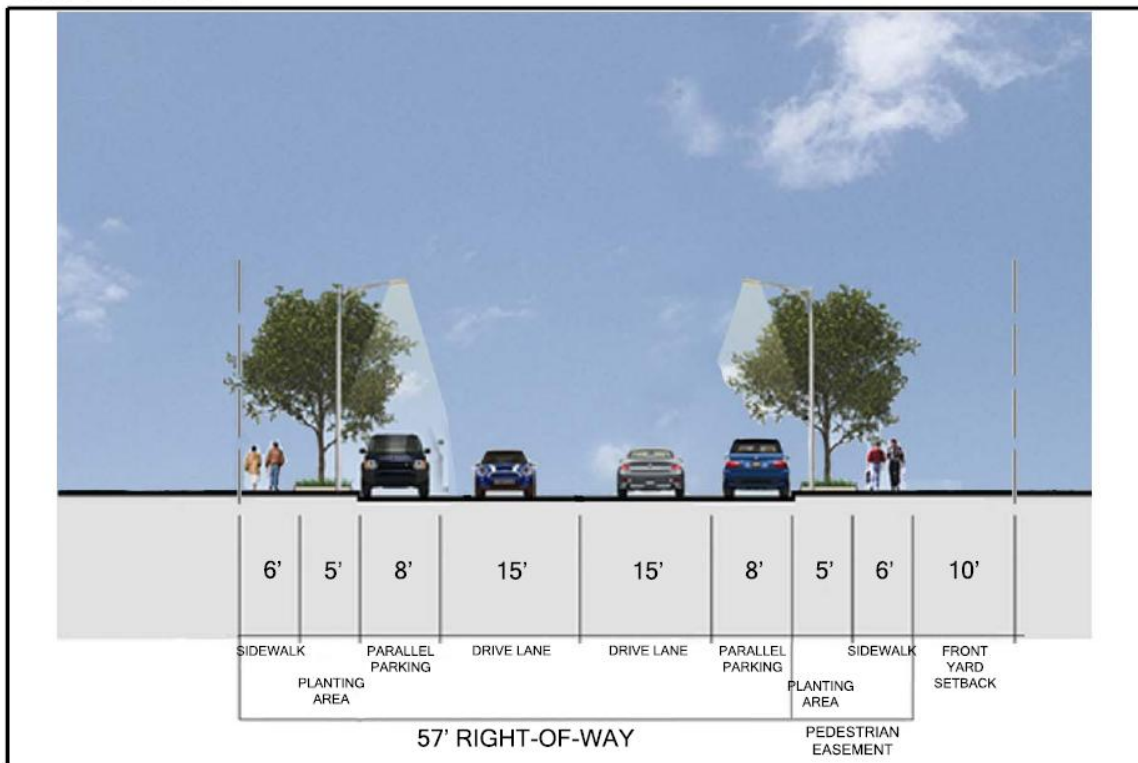 6' 5' 8' 15' 15' 8' 5' 6' 10'
SIDEWALK
PLANTING
AREA
PARALLEL
PARKING
DRIVE LANE
DRIVE LANE
PARALLEL
PARKING
PLANTING
AREA
SIDEWALK
FRONT
YARD
SETBACK
57' RIGHT-OF-WAY
PEDESTRIAN
EASEMENT